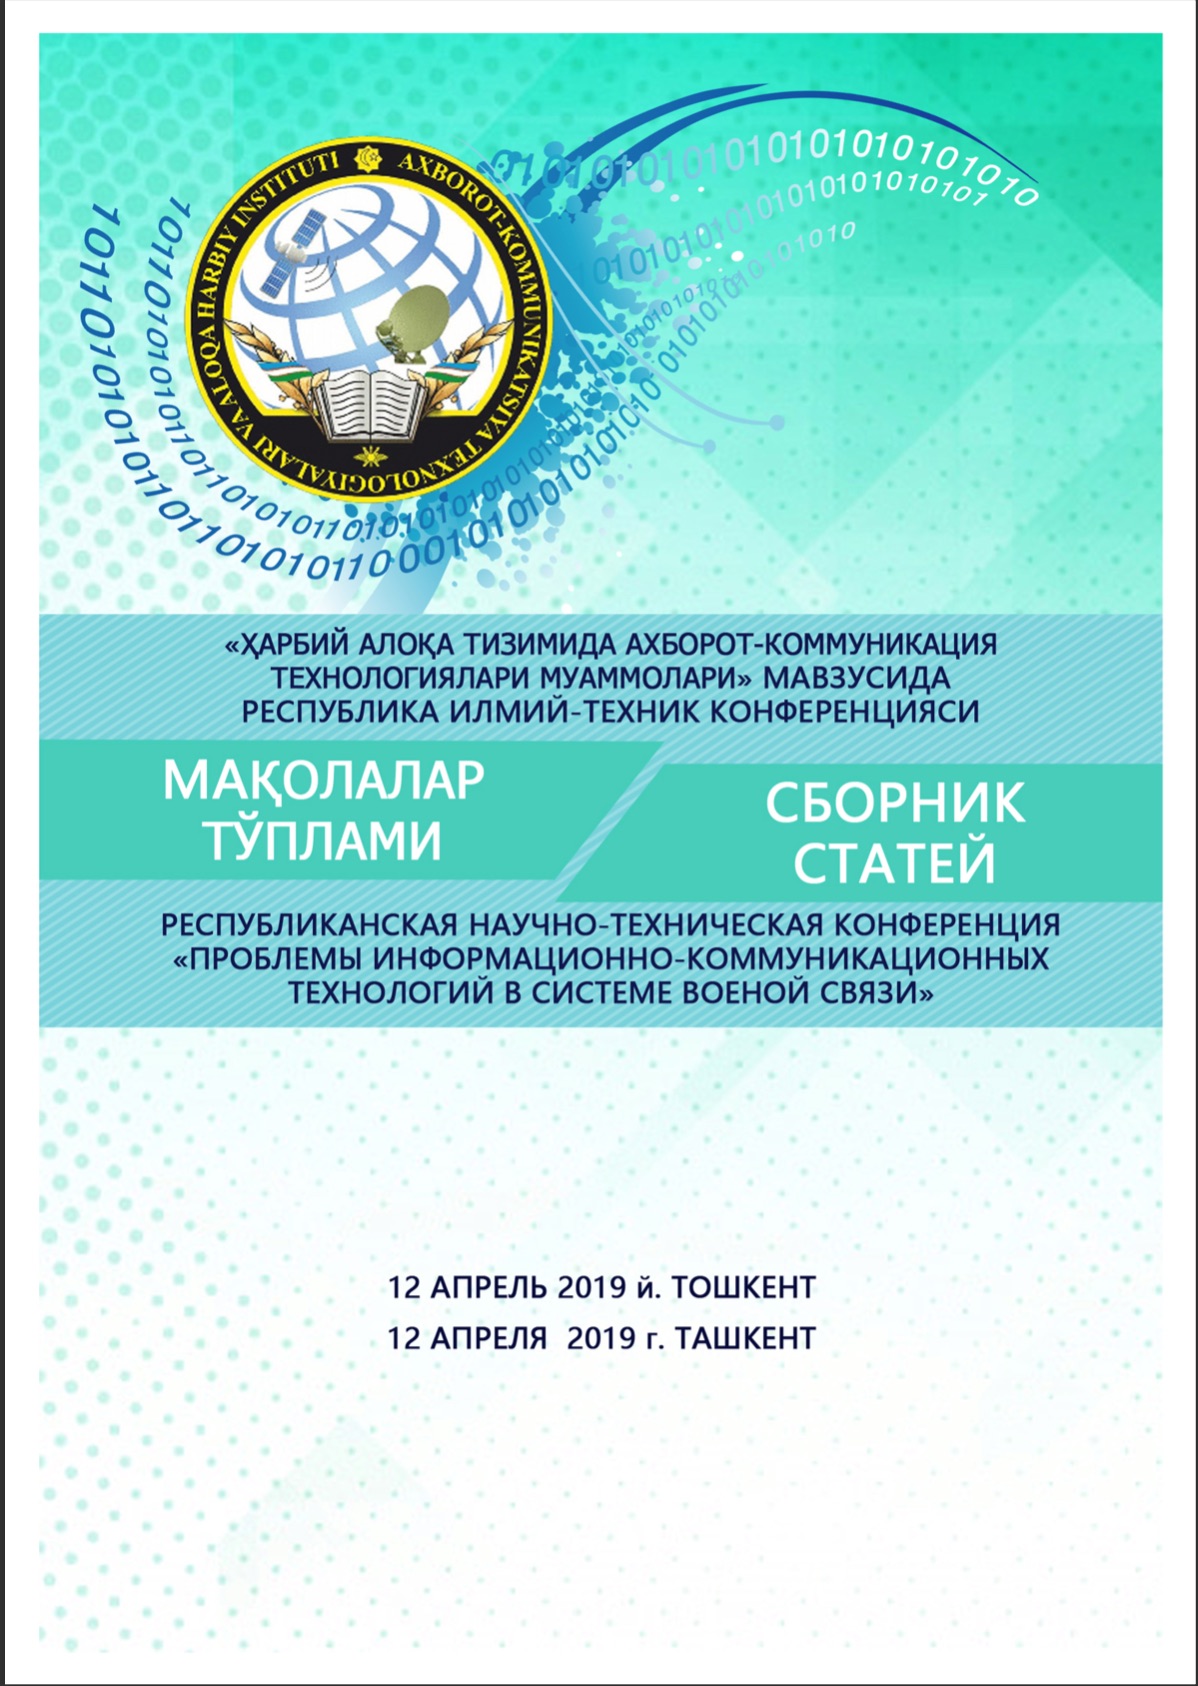 AXBOROT-KOMMUNIKATSIYA TEXNOLOGIYALARI VA ALOQA HARBIY INSTITUTI
«ҲАРБИЙ АЛОҚА ТИЗИМИДА АХБОРОТ-КОММУНИКАЦИЯ
ТЕХНОЛОГИЯЛАРИ МУАММОЛАРИ» МАВЗУСИДА
РЕСПУБЛИКА ИЛМИЙ-ТЕХНИК КОНФЕРЕНЦИЯСИ
МАҚОЛАЛАР
ТЎПЛАМИ
СБОРНИК
СТАТЕЙ
РЕСПУБЛИКАНСКАЯ НАУЧНО-ТЕХНИЧЕСКАЯ КОНФЕРЕНЦИЯ
«ПРОБЛЕМЫ ИНФОРМАЦИОННО-КОММУНИКАЦИОННЫХ
ТЕХНОЛОГИЙ В СИСТЕМЕ ВОЕНОЙ СВЯЗИ»
12 АПРЕЛЬ 2019 й. ТОШКЕНТ
12 АПРЕЛЯ 2019 г. ТАШКЕНТ